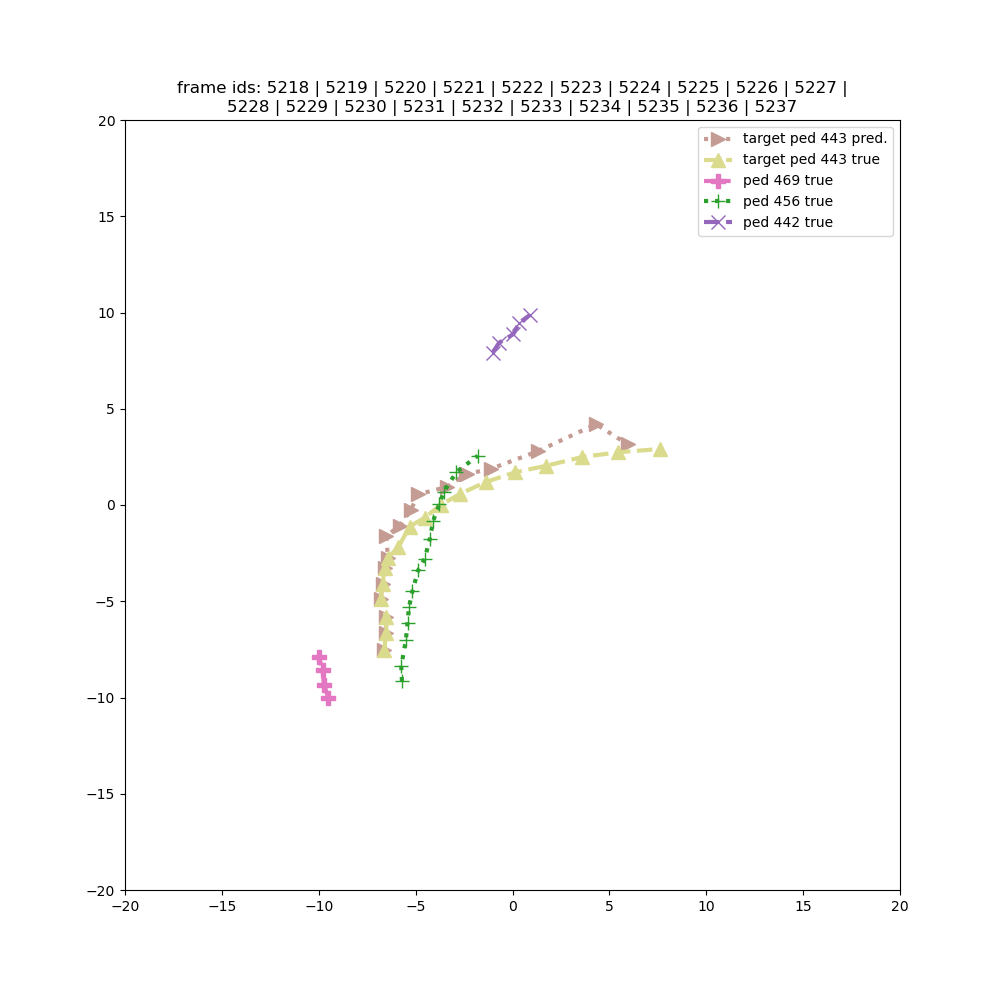 frame ids: 5218 | 5219 | 5220 | 5221 | 5222 | 5223 | 5224 | 5225 | 5226 | 5227 |
5228 | 5229 | 5230 | 5231 | 5232 | 5233 | 5234 | 5235 | 5236 | 5237
target ped 443 pred.
target ped 443 true
ped 469 true
ped 456 true
ped 442 true
20
15
10
5
0
−5
−10
−15
−20
−20 −15 −10 −5 0 5 10 15 20